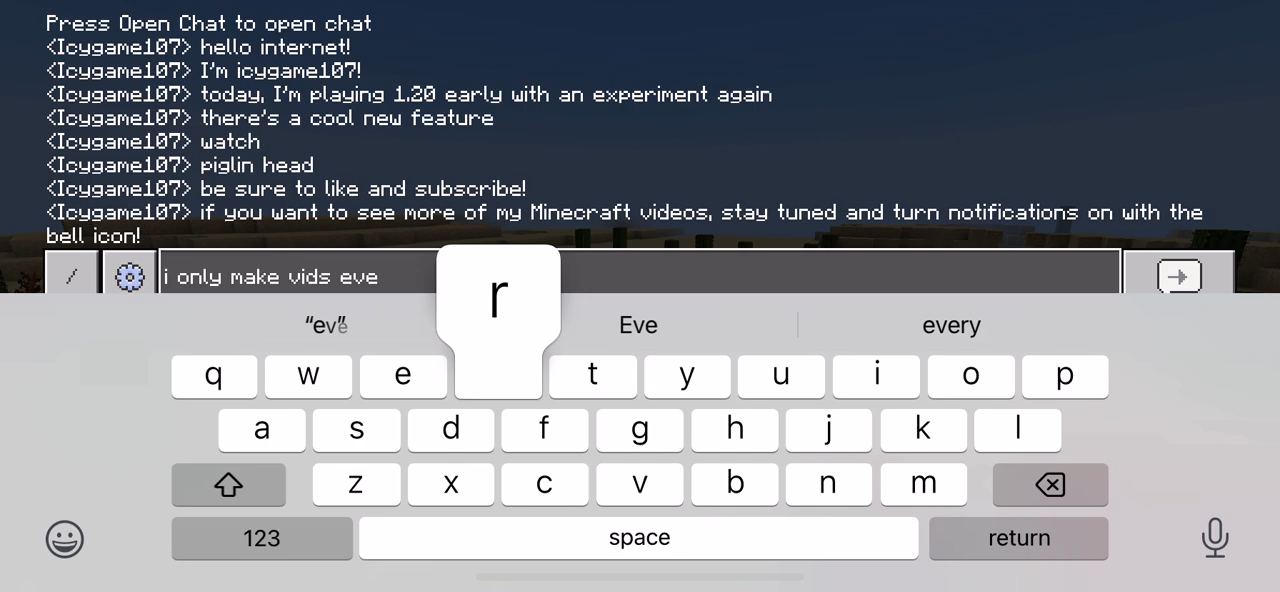 Press Open Chat to open chat
<Icygame107> hello internet!
<Icygame107> I'm icygame107!
<Icygame107> today, I'm playing 1.20 early with an experiment again
<Icygame107> there's a cool new feature
<Icygame107> watch
<Icygame107> piglin head
<Icygame107> be sure to like and subscribe!
<Icygame107> if you want to see more of my Minecraft videos, stay tuned and turn notifications on with the
bell icon!
/ i only make vids eve
“eve” Eve every
q w e r t y u i o p
a s d f g h j k l
z x c v b n m
123 space return